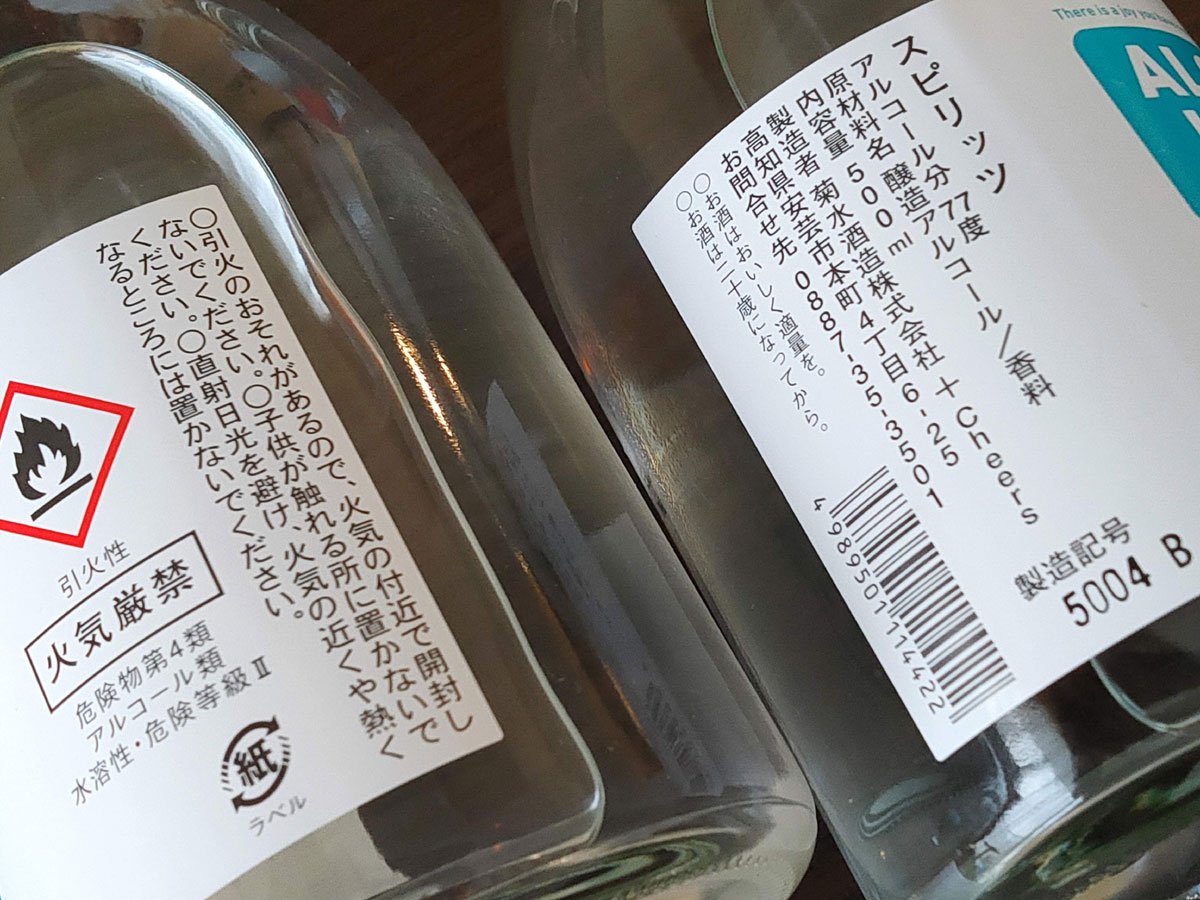 ○引火のおそれがあるので、火気の付近で開封し
ないでください。○子供が触れる所に置かないで
ください。○直射日光を避け、火気の近くや熱く
なるところには置かないでください。
引火性
火気厳禁
危険物第4類
アルコール類
水溶性・危険等級Ⅱ
紙
ラベル
There is a joy you
Al
スピリッツ
アルコール分77度
原材料名 醸造アルコール/香料
内容量 500ml
製造者 菊水酒造株式会社 + Cheers
高知県安芸市本町4丁目6-25
お問合せ先 0887-35-3501
○お酒はおいしく適量を。
○お酒は二十歳になってから。
4989501114422
製造記号
5004 B